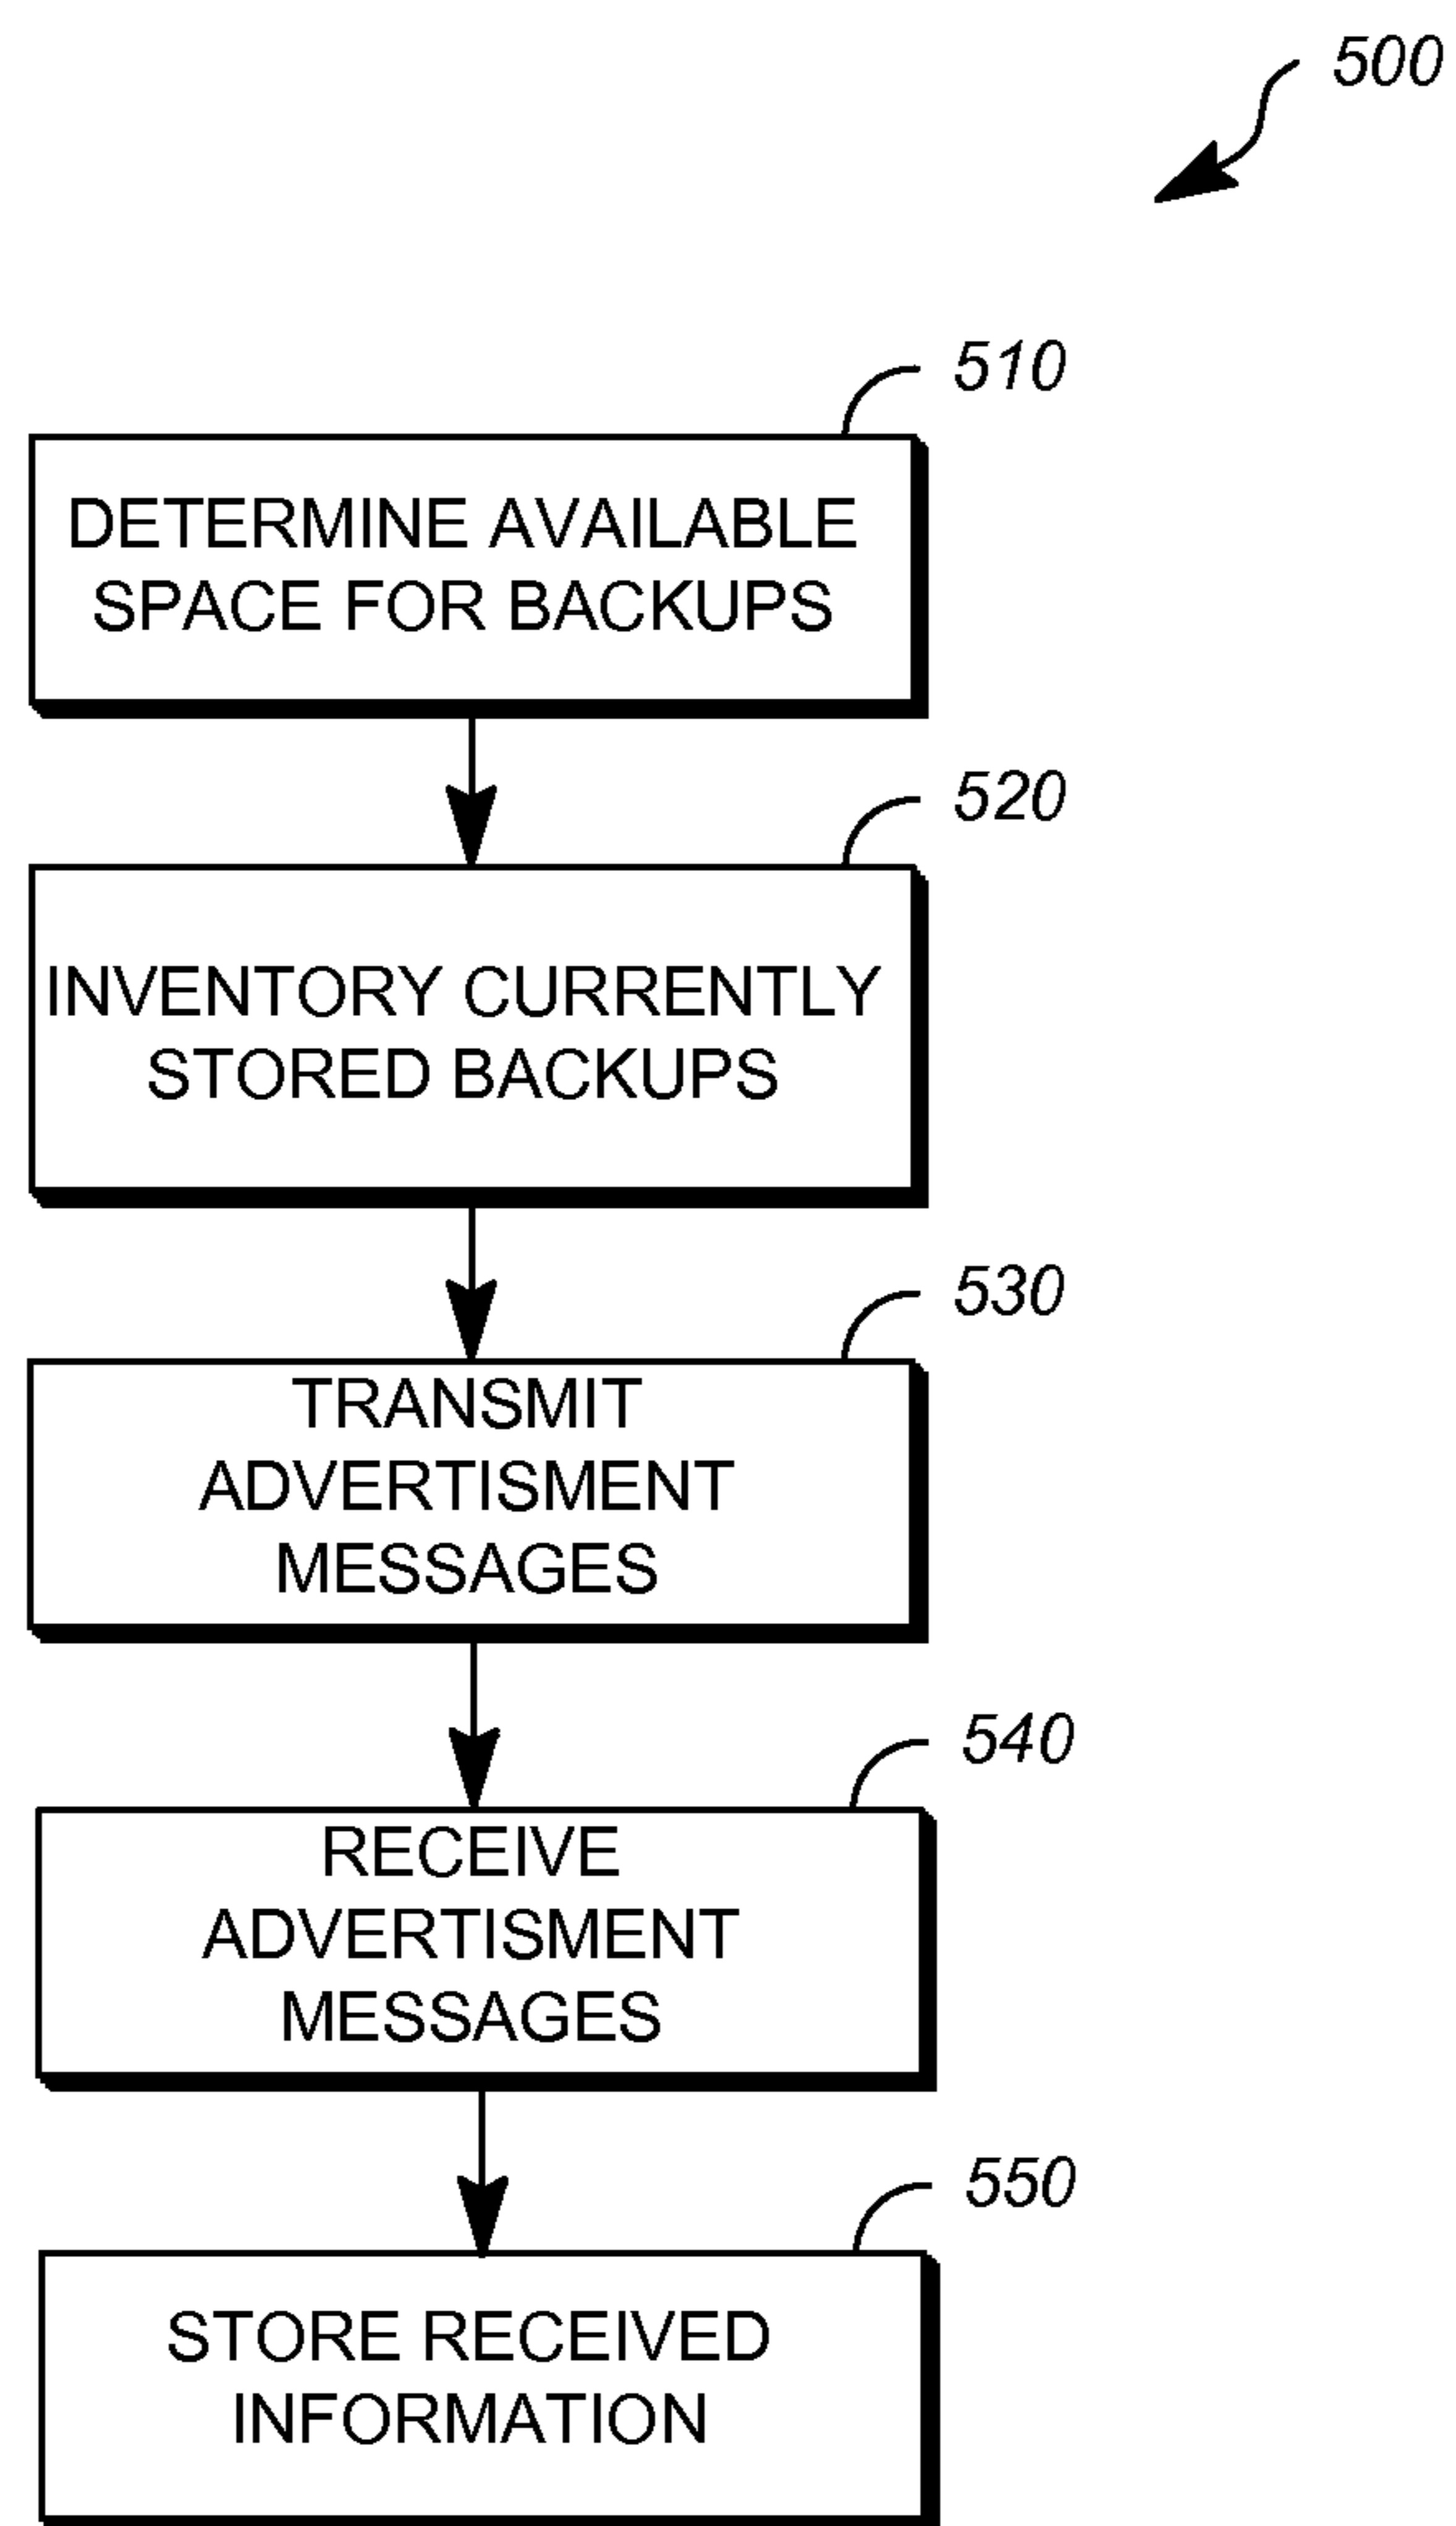 500
510
DETERMINE AVAILABLE
SPACE FOR BACKUPS
520
INVENTORY CURRENTLY
STORED BACKUPS
530
TRANSMIT
ADVERTISMENT
MESSAGES
540
RECEIVE
ADVERTISMENT
MESSAGES
550
STORE RECEIVED
INFORMATION